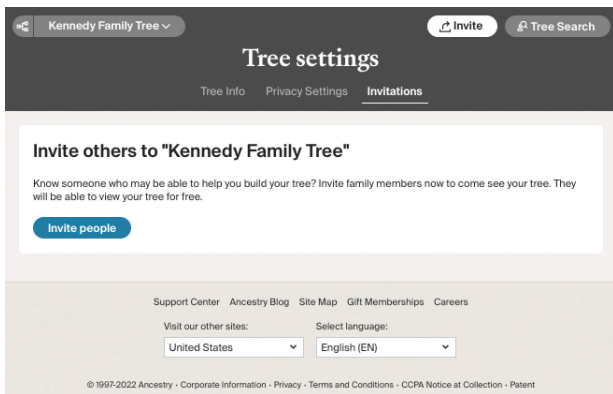 Kennedy Family Tree
Invite
Tree Search
Tree settings
Tree Info Privacy Settings Invitations
Invite others to "Kennedy Family Tree"
Know someone who may be able to help you build your tree? Invite family members now to come see your tree. They
will be able to view your tree for free.
Invite people
Support Center Ancestry Blog Site Map Gift Memberships Careers
Visit our other sites: Select language:
United States English (EN)
© 1997-2022 Ancestry · Corporate Information · Privacy · Terms and Conditions · CCPA Notice at Collection · Patent